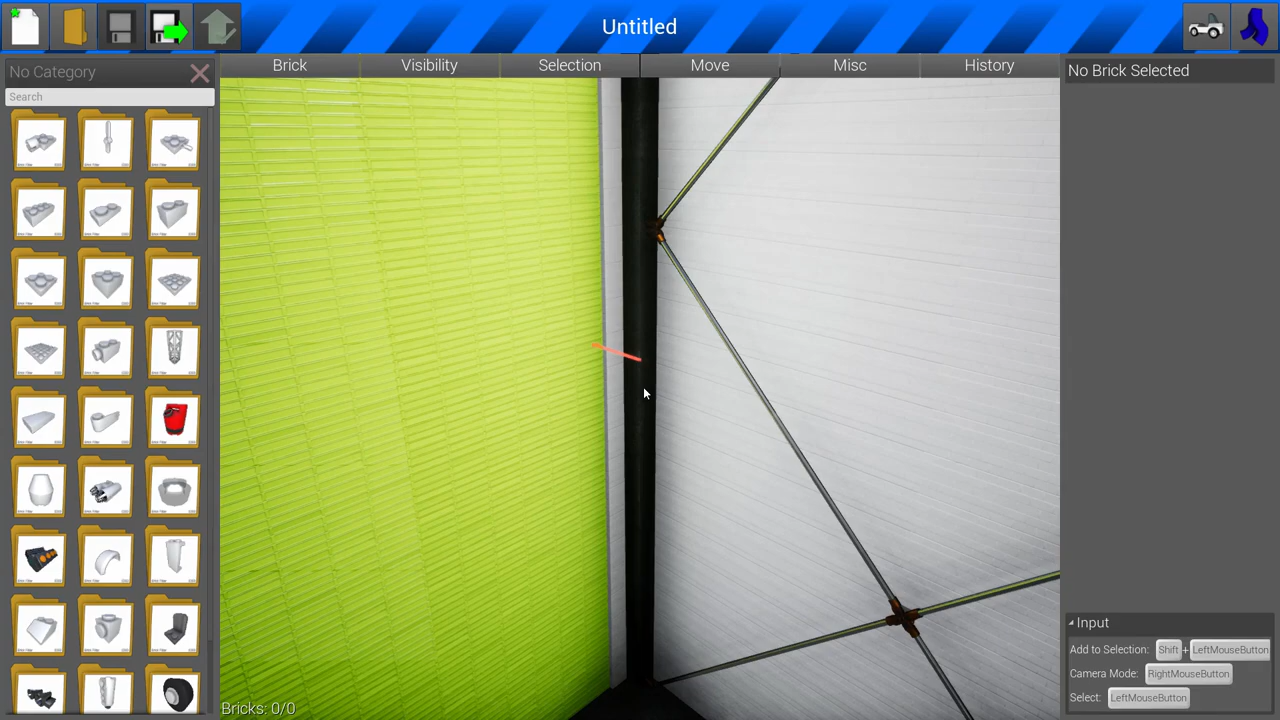 Untitled
No Category
Search
Brick
Visibility
Selection
Move
Misc
History
No Brick Selected
Bricks: 0/0
Input
Add to Selection: Shift + LeftMouseButton
Camera Mode: RightMouseButton
Select: LeftMouseButton